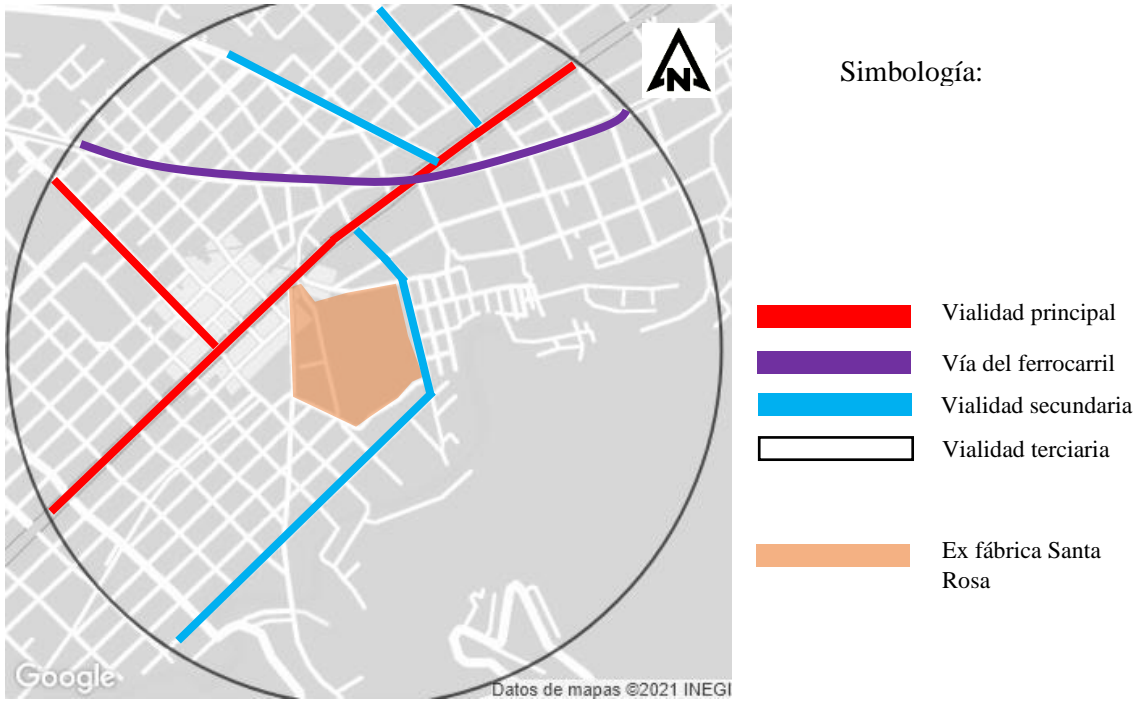 N
Simbología:
Vialidad principal
Vía del ferrocarril
Vialidad secundaria
Vialidad terciaria
Ex fábrica Santa
Rosa
Google
Datos de mapas ©2021 INEGI